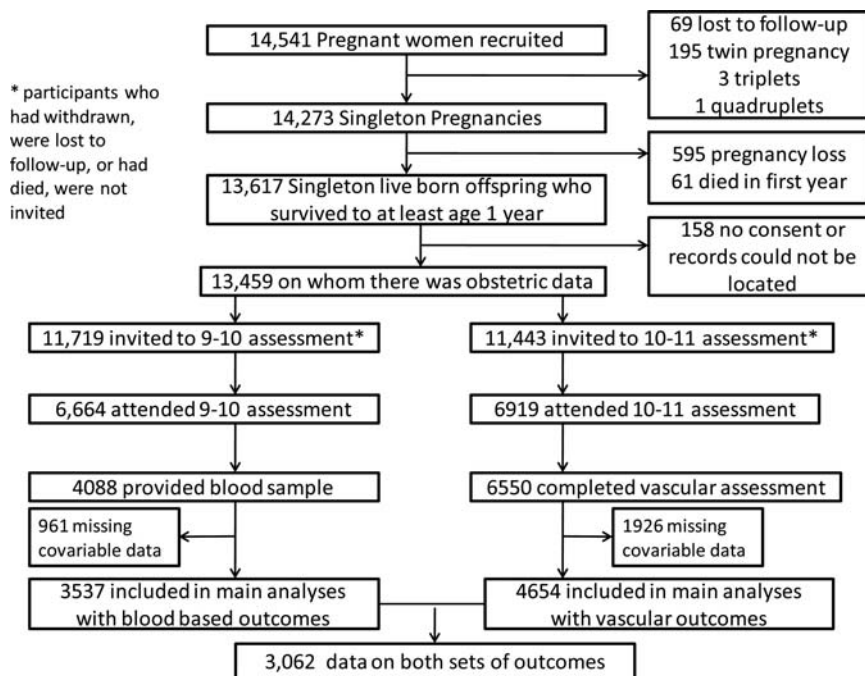 14,541 Pregnant women recruited
69 lost to follow-up
195 twin pregnancy
3 triplets
1 quadruplets
* participants who
had withdrawn,
were lost to
follow-up, or had
died, were not
invited
14,273 Singleton Pregnancies
595 pregnancy loss
61 died in first year
13,617 Singleton live born offspring who
survived to at least age 1 year
158 no consent or
records could not be
located
13,459 on whom there was obstetric data
11,719 invited to 9-10 assessment*
11,443 invited to 10-11 assessment*
6,664 attended 9-10 assessment
6919 attended 10-11 assessment
4088 provided blood sample
6550 completed vascular assessment
961 missing
covariable data
1926 missing
covariable data
3537 included in main analyses
with blood based outcomes
4654 included in main analyses
with vascular outcomes
3,062 data on both sets of outcomes